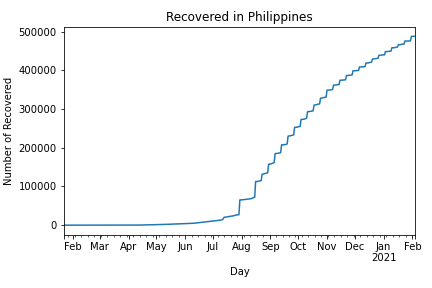 Recovered in Philippines
Number of Recovered
500000
400000
300000
200000
100000
0
Feb Mar Apr May Jun Jul Aug Sep Oct Nov Dec Jan Feb
2021
Day